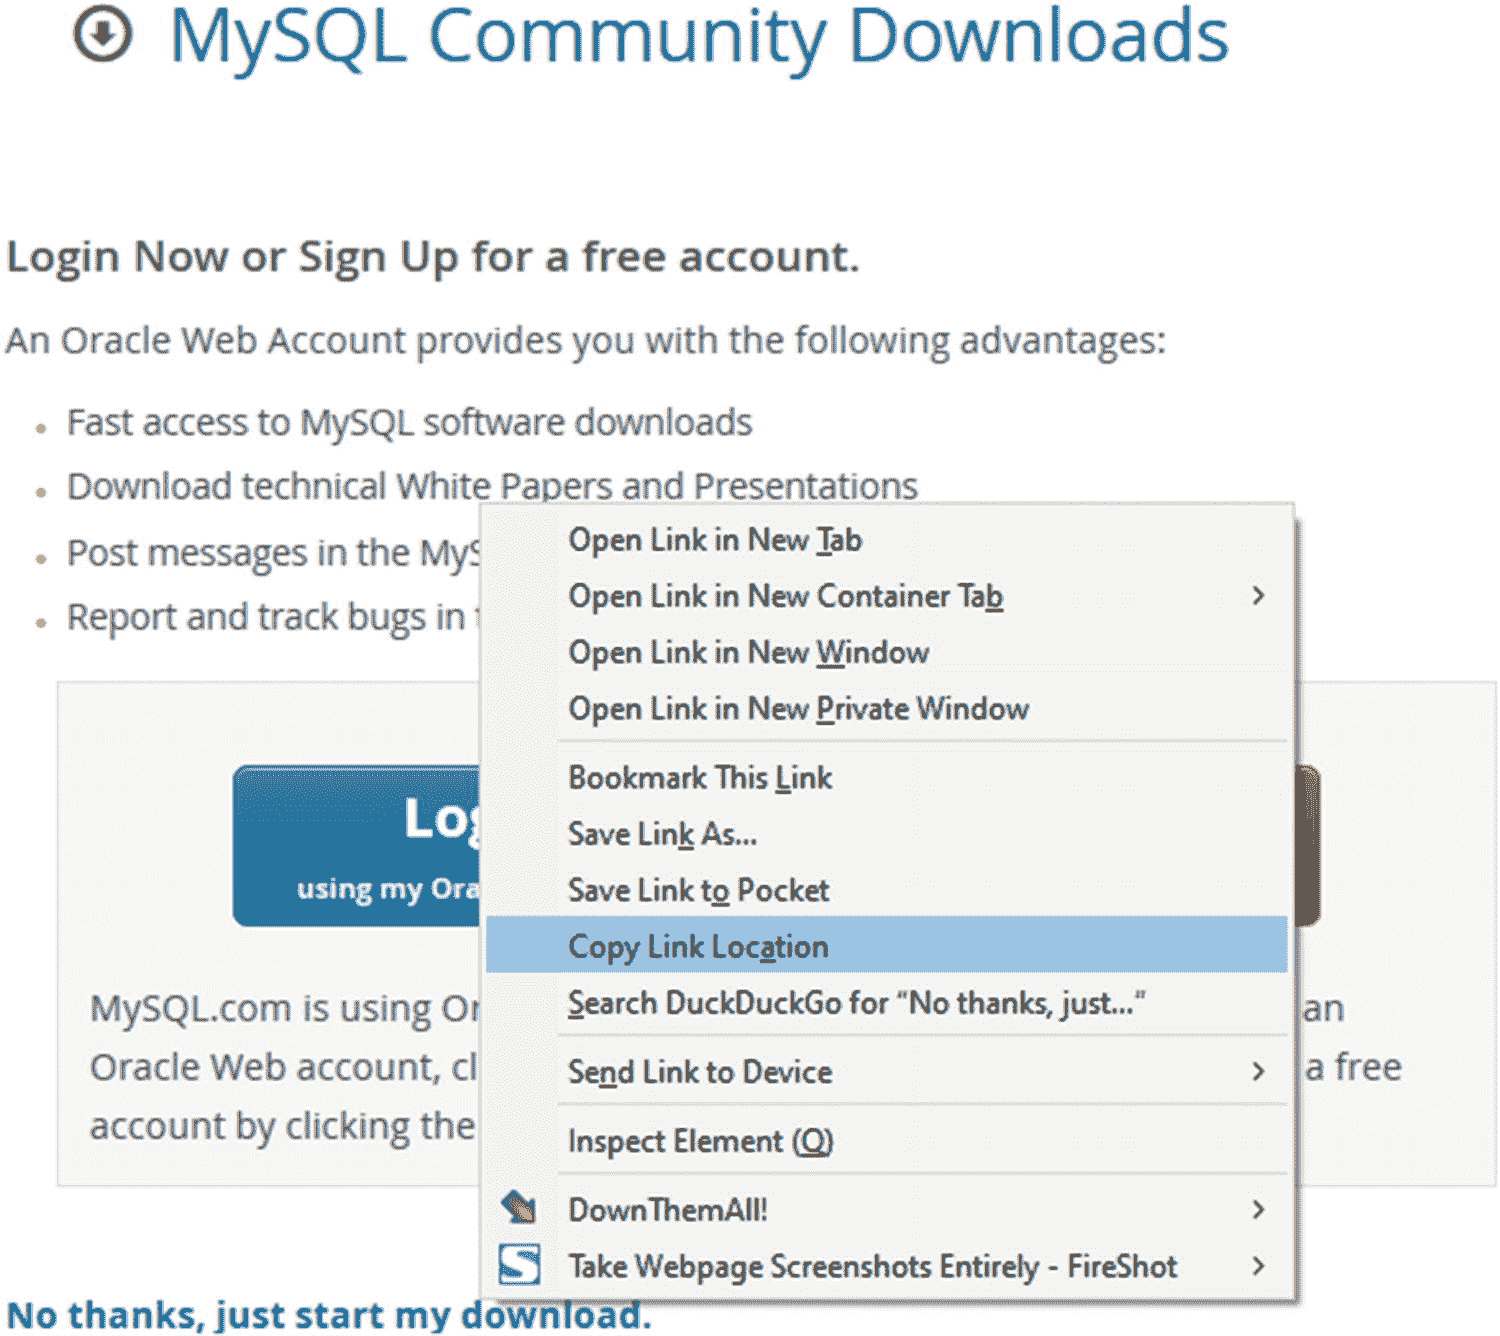 MySQL Community Downloads
Login Now or Sign Up for a free account.
An Oracle Web Account provides you with the following advantages:
Fast access to MySQL software downloads
Download technical White Papers and Presentations
Post messages in the MyS
Report and track bugs in
Open Link in New Tab
Open Link in New Container Tab
Open Link in New Window
Open Link in New Private Window
Bookmark This Link
Save Link As...
Save Link to Pocket
Copy Link Location
Search DuckDuckGo for “No thanks, just...”
Send Link to Device
Inspect Element (Q)
DownThemAll!
Take Webpage Screenshots Entirely - FireShot
Log
using my Ora
MySQL.com is using Or an
Oracle Web account, cl a free
account by clicking the
No thanks, just start my download.